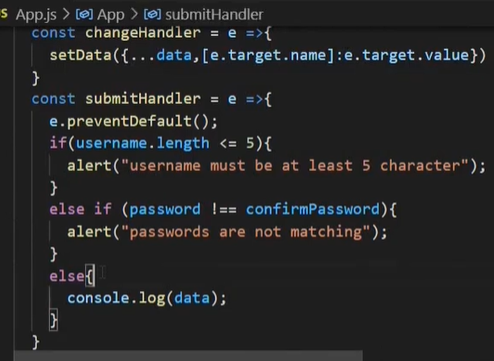 JS App.js > App > submitHandler
const changeHandler = e =>{
setData({...data,[e.target.name]:e.target.value})
}
const submitHandler = e =>{
e.preventDefault();
if(username.length <= 5){
alert("username must be at least 5 character");
}
else if (password !== confirmPassword){
alert("passwords are not matching");
}
else{
console.log(data);
}
}